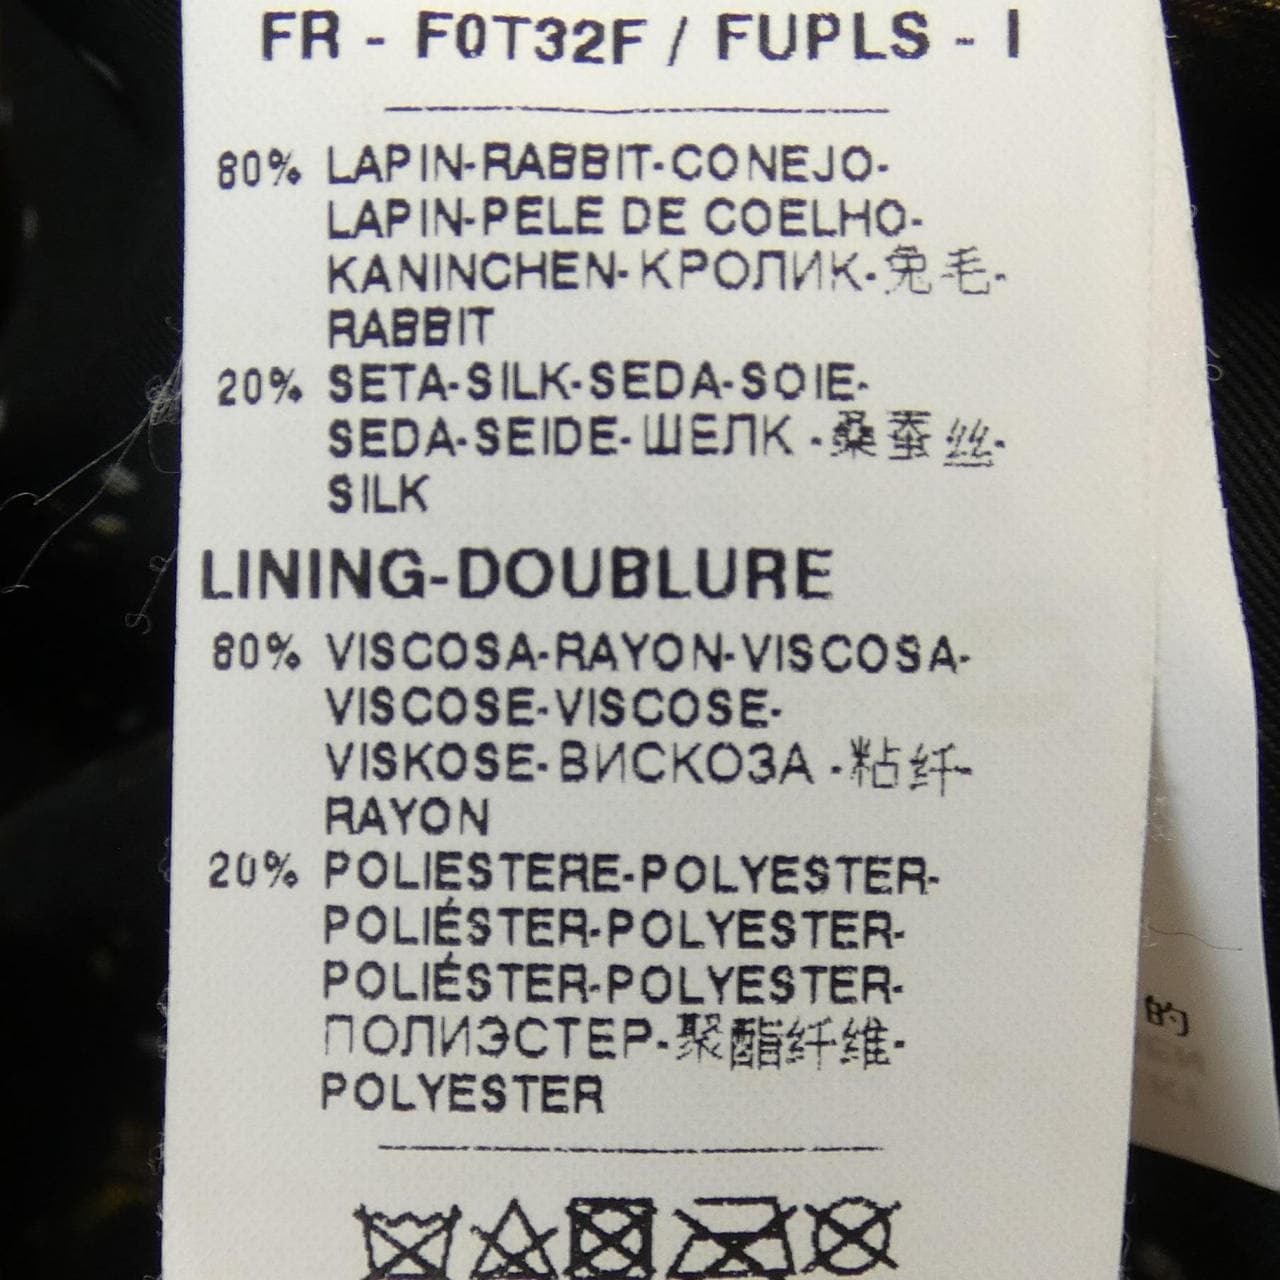 FR - F0T32F / FUPLS - I
80% LAPIN-RABBIT-CONEJO-
LAPIN-PELE DE COELHO-
KANINCHEN-КРОЛИК-兔毛-
RABBIT
20% SETA-SILK-SEDA-SOIE-
SEDA-SEIDE-ШЕЛК -桑蚕丝-
SILK
LINING-DOUBLURE
80% VISCOSA-RAYON-VISCOSA-
VISCOSE-VISCOSE-
VISKOSE-ВИСКОЗА -粘纤-
RAYON
20% POLIESTERE-POLYESTER-
POLIÉSTER-POLYESTER-
POLIÉSTER-POLYESTER-
ПОЛИЭСТЕР-聚酯纤维-
POLYESTER
的